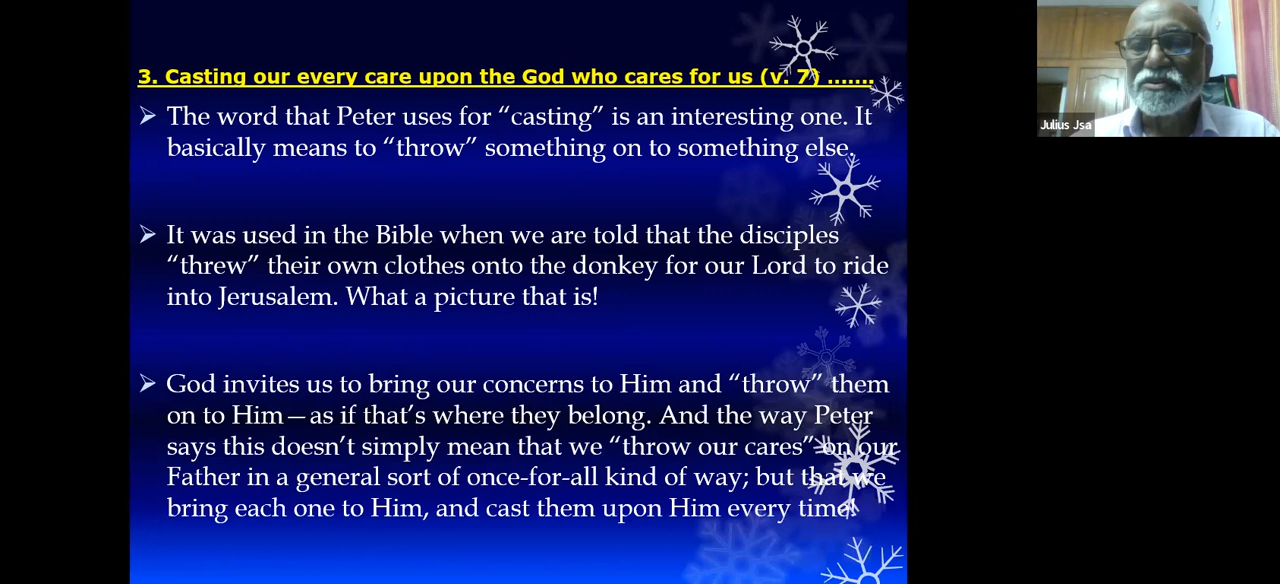 3. Casting our every care upon the God who cares for us (v. 7) .......
The word that Peter uses for “casting” is an interesting one. It
basically means to “throw” something on to something else.
It was used in the Bible when we are told that the disciples
“threw” their own clothes onto the donkey for our Lord to ride
into Jerusalem. What a picture that is!
God invites us to bring our concerns to Him and “throw” them
on to Him—as if that’s where they belong. And the way Peter
says this doesn’t simply mean that we “throw our cares” on our
Father in a general sort of once-for-all kind of way; but that we
bring each one to Him, and cast them upon Him every time!
Julius Jsa